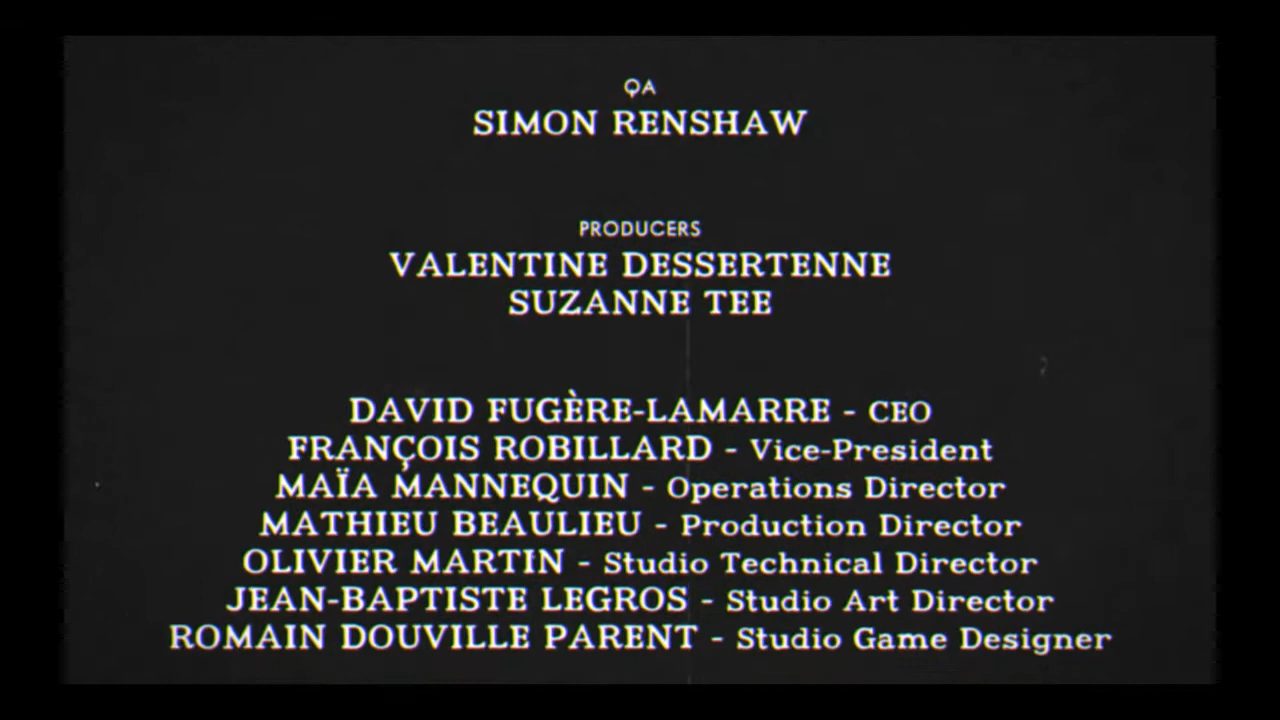 QA
SIMON RENSHAW
PRODUCERS
VALENTINE DESSERTENNE
SUZANNE TEE
DAVID FUGÈRE-LAMARRE - CEO
FRANÇOIS ROBILLARD - Vice-President
MAÏA MANNEQUIN - Operations Director
MATHIEU BEAULIEU - Production Director
OLIVIER MARTIN - Studio Technical Director
JEAN-BAPTISTE LEGROS - Studio Art Director
ROMAIN DOUVILLE PARENT - Studio Game Designer